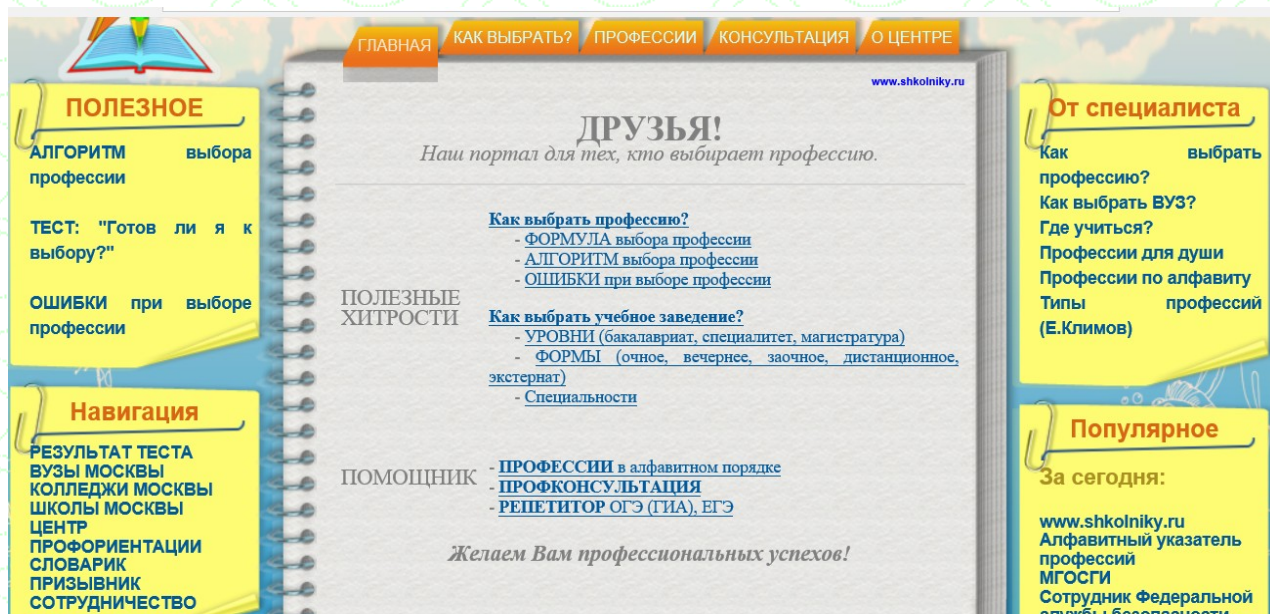 ГЛАВНАЯ
КАК ВЫБРАТЬ?
ПРОФЕССИИ
КОНСУЛЬТАЦИЯ
О ЦЕНТРЕ
ПОЛЕЗНОЕ
АЛГОРИТМ выбора
профессии
ТЕСТ: "Готов ли я к
выбору?"
ОШИБКИ при выборе
профессии
Навигация
РЕЗУЛЬТАТ ТЕСТА
ВУЗЫ МОСКВЫ
КОЛЛЕДЖИ МОСКВЫ
ШКОЛЫ МОСКВЫ
ЦЕНТР
ПРОФОРИЕНТАЦИИ
СЛОВАРИК
ПРИЗЫВНИК
СОТРУДНИЧЕСТВО
www.shkolniky.ru
ДРУЗЬЯ!
Наш портал для тех, кто выбирает профессию.
ПОЛЕЗНЫЕ
ХИТРОСТИ
Как выбрать профессию?
- ФОРМУЛА выбора профессии
- АЛГОРИТМ выбора профессии
- ОШИБКИ при выборе профессии
Как выбрать учебное заведение?
- УРОВНИ (бакалавриат, специалитет, магистратура)
- ФОРМЫ (очное, вечернее, заочное, дистанционное,
экстернат)
- Специальности
ПОМОЩНИК
- ПРОФЕССИИ в алфавитном порядке
- ПРОФКОНСУЛЬТАЦИЯ
- РЕПЕТИТОР ОГЭ (ГИА), ЕГЭ
Желаем Вам профессиональных успехов!
От специалиста
Как выбрать
профессию?
Как выбрать ВУЗ?
Где учиться?
Профессии для души
Профессии по алфавиту
Типы профессий
(Е.Климов)
Популярное
За сегодня:
www.shkolniky.ru
Алфавитный указатель
профессий
МГОСГИ
Сотрудник Федеральной
службы безопасности